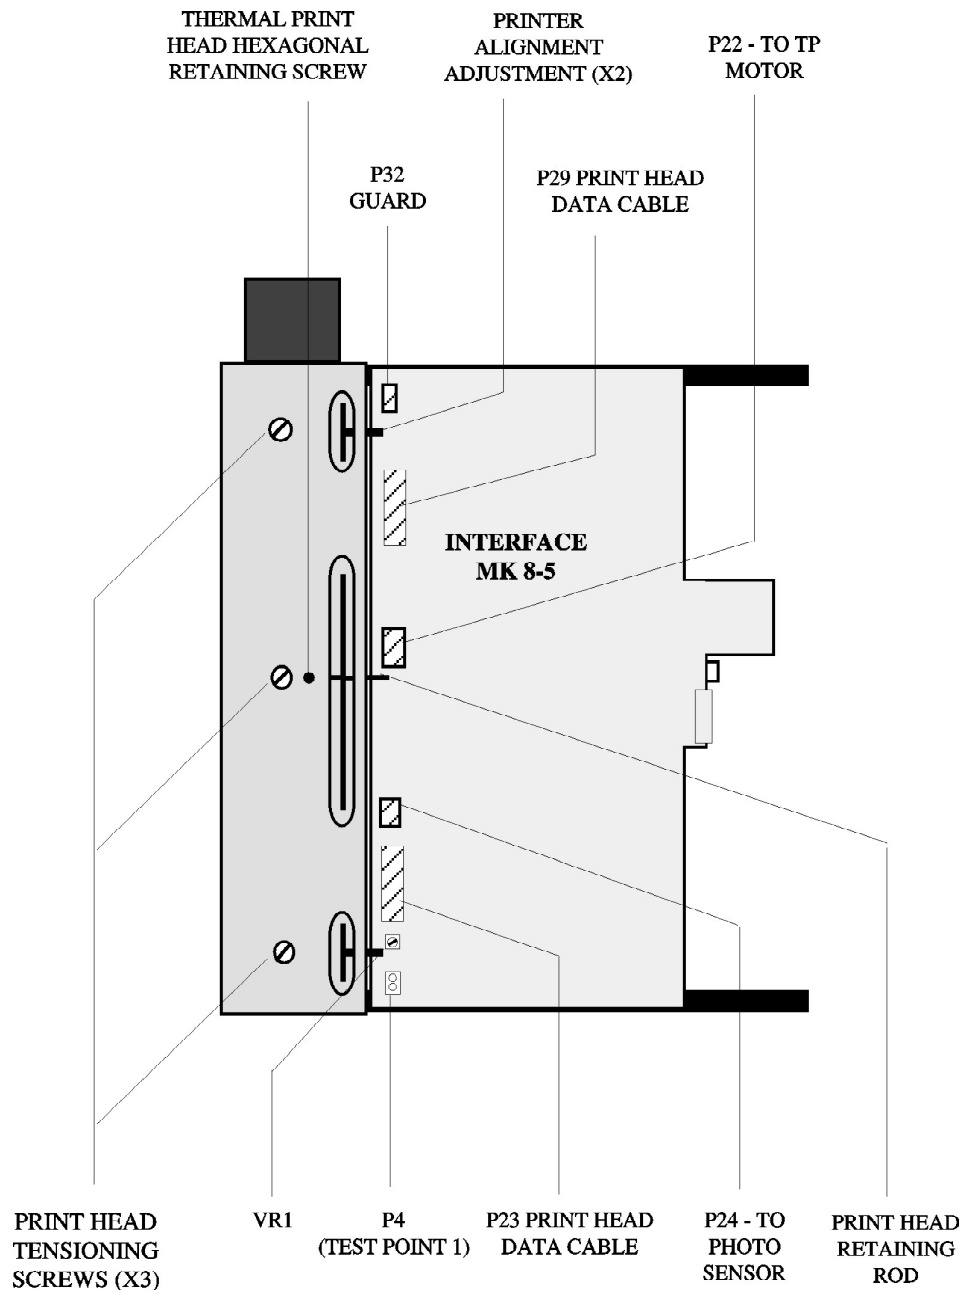 THERMAL PRINT
HEAD HEXAGONAL
RETAINING SCREW
PRINTER
ALIGNMENT
ADJUSTMENT (X2)
P22 - TO TP
MOTOR
P32
GUARD
P29 PRINT HEAD
DATA CABLE
INTERFACE
MK 8-5
PRINT HEAD
TENSIONING
SCREWS (X3)
VR1
P4
(TEST POINT 1)
P23 PRINT HEAD
DATA CABLE
P24 - TO
PHOTO
SENSOR
PRINT HEAD
RETAINING
ROD